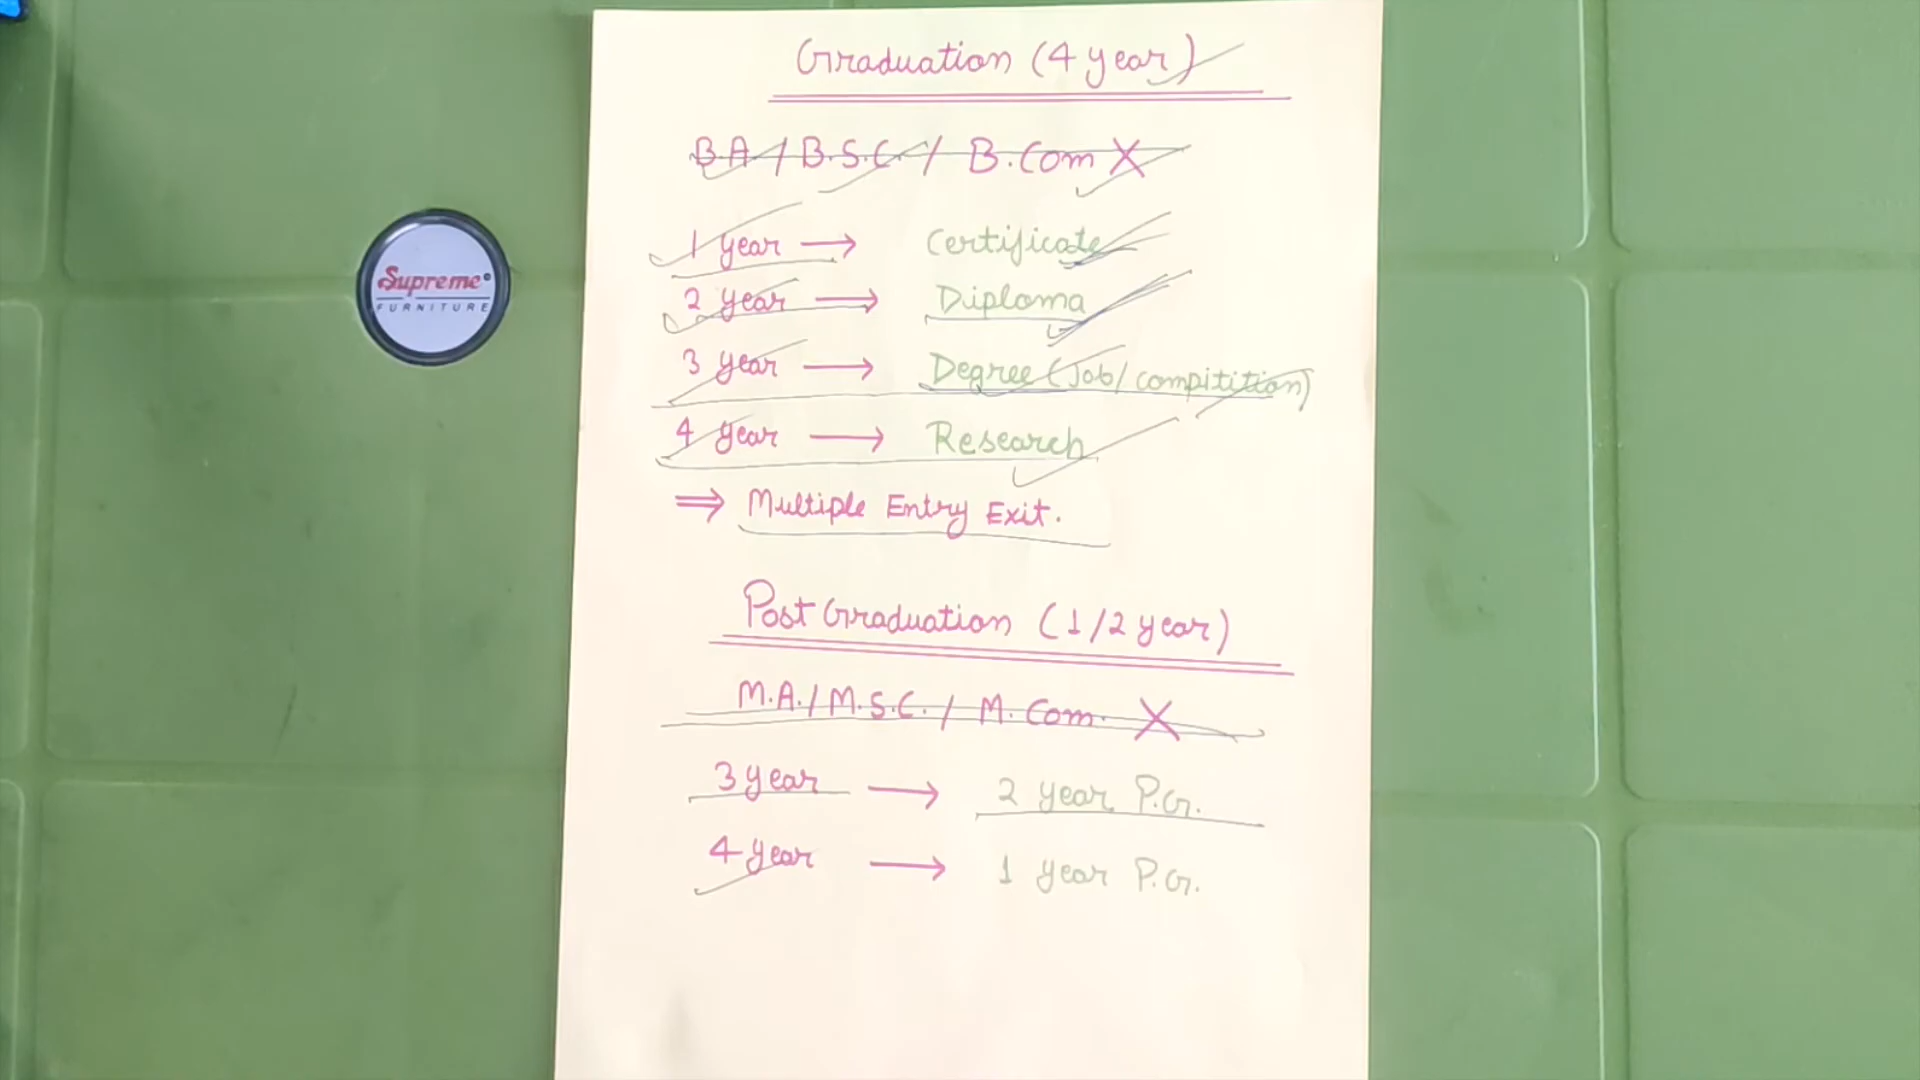 Graduation (4 year)
B.A / B.S.C. / B.Com X
1 year → Certificate
2 year → Diploma
3 year → Degree (Job/compitition)
4 year → Research
⇒ Multiple Entry Exit.
Post Graduation (1/2 year)
M.A. / M.S.C. / M. Com. X
3 year → 2 year P.G.
4 year → 1 year P.G.
Supreme
FURNITURE